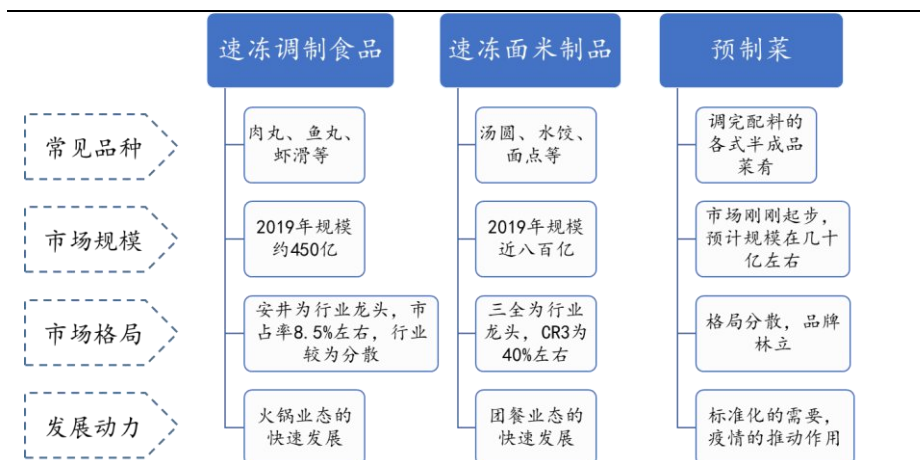 速冻调制食品
速冻面米制品
预制菜
常见品种
肉丸、鱼丸、
虾滑等
汤圆、水饺、
面点等
调完配料的
各式半成品
菜肴
市场规模
2019年规模
约450亿
2019年规模
近八百亿
市场刚刚起步，
预计规模在几十
亿左右
市场格局
安井为行业龙头，市
占率8.5%左右，行业
较为分散
三全为行业
龙头，CR3为
40%左右
格局分散，品牌
林立
发展动力
火锅业态的
快速发展
团餐业态的
快速发展
标准化的需要，
疫情的推动作用